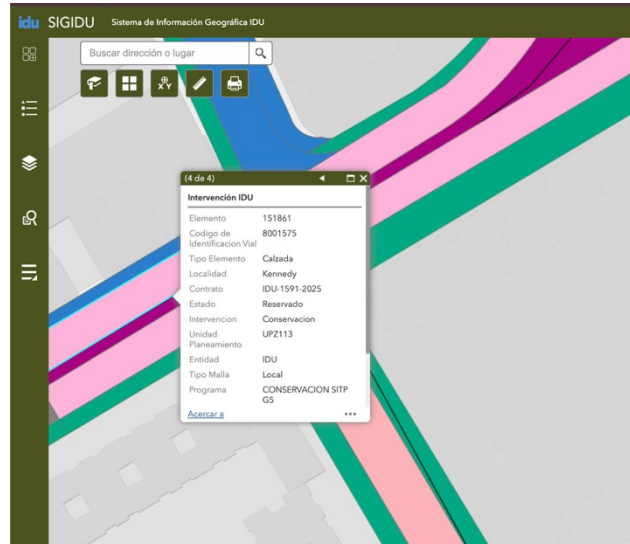 idu SIGIDU Sistema de Información Geográfica IDU
Buscar dirección o lugar
X Y
(4 de 4)
Intervención IDU
Elemento 151861
Codigo de Identificacion Vial 8001575
Tipo Elemento Calzada
Localidad Kennedy
Contrato IDU-1591-2025
Estado Reservado
Intervencion Conservacion
Unidad Planeamiento UPZ113
Entidad IDU
Tipo Malla Local
Programa CONSERVACION SITP G5
Acercar a